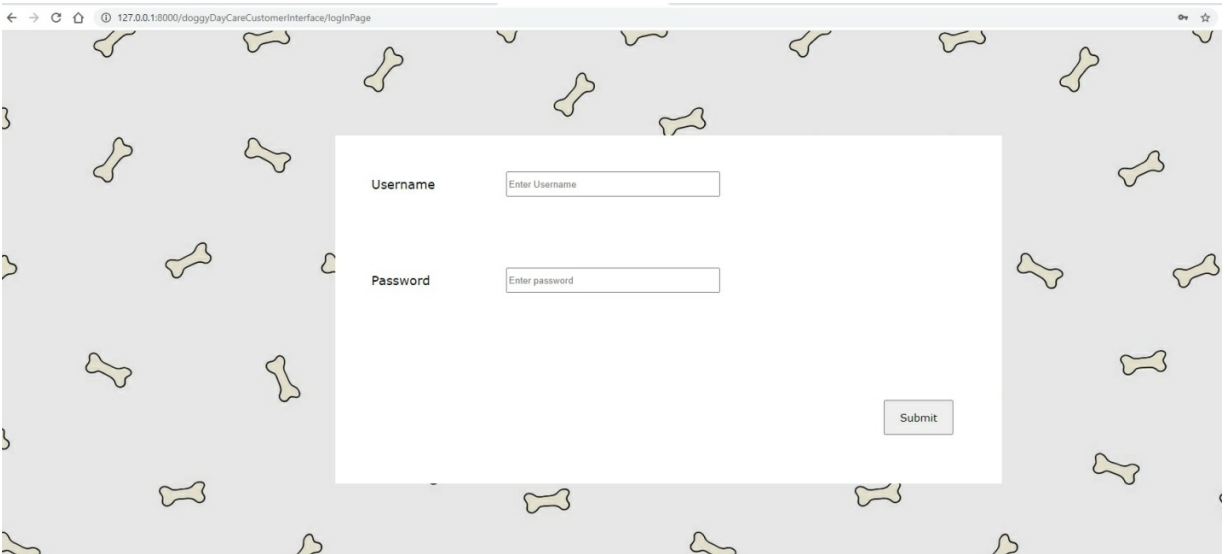 127.0.0.1:8000/doggyDayCareCustomerInterface/logInPage
Username
Enter Username
Password
Enter password
Submit